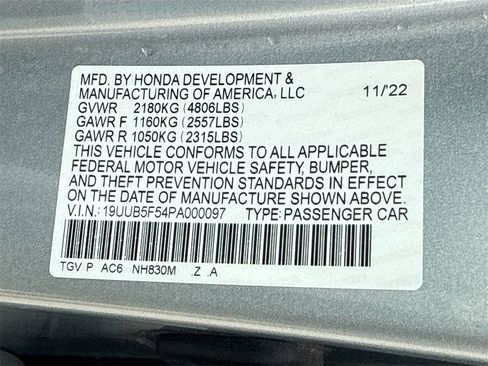 MFD. BY HONDA DEVELOPMENT &
MANUFACTURING OF AMERICA, LLC 11/'22
GVWR 2180KG (4806LBS)
GAWR F 1160KG (2557LBS)
GAWR R 1050KG (2315LBS)
THIS VEHICLE CONFORMS TO ALL APPLICABLE
FEDERAL MOTOR VEHICLE SAFETY, BUMPER,
AND THEFT PREVENTION STANDARDS IN EFFECT
ON THE DATE OF MANUFACTURE SHOWN ABOVE.
V.I.N.: 19UUB5F54PA000097 TYPE: PASSENGER CAR
TGV P AC6 NH830M .Z .A